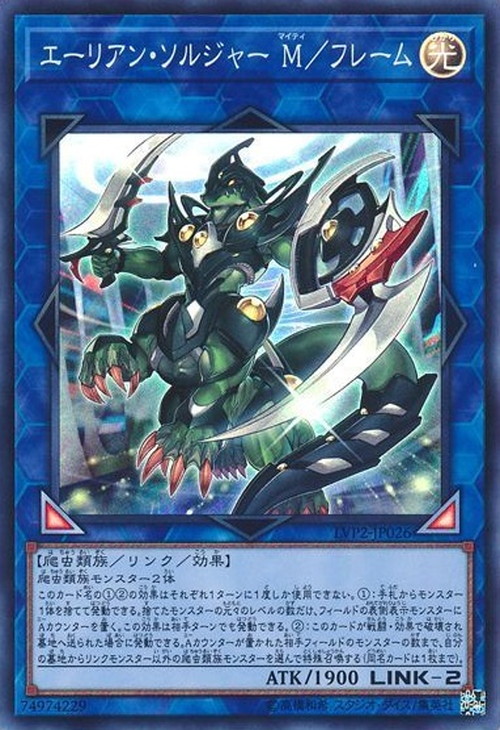 マイティ
エーリアン・ソルジャー M／フレーム
光
LVP2-JP026
【爬虫類族／リンク／効果】
爬虫類族モンスター2体
このカード名の①②の効果はそれぞれ1ターンに1度しか使用できない。①：手札からモンスター
1体を捨てて発動できる。捨てたモンスターの元々のレベルの数だけ、フィールドの表側表示モンスターに
Aカウンターを置く。この効果は相手ターンでも発動できる。②：このカードが戦闘・効果で破壊され
墓地へ送られた場合に発動できる。Aカウンターが置かれた相手フィールドのモンスターの数まで、自分
の墓地からリンクモンスター以外の爬虫類族モンスターを選んで特殊召喚する（同名カードは1枚まで）。
ATK/1900 LINK-2
74974229 ©高橋和希 スタジオ・ダイス/集英社